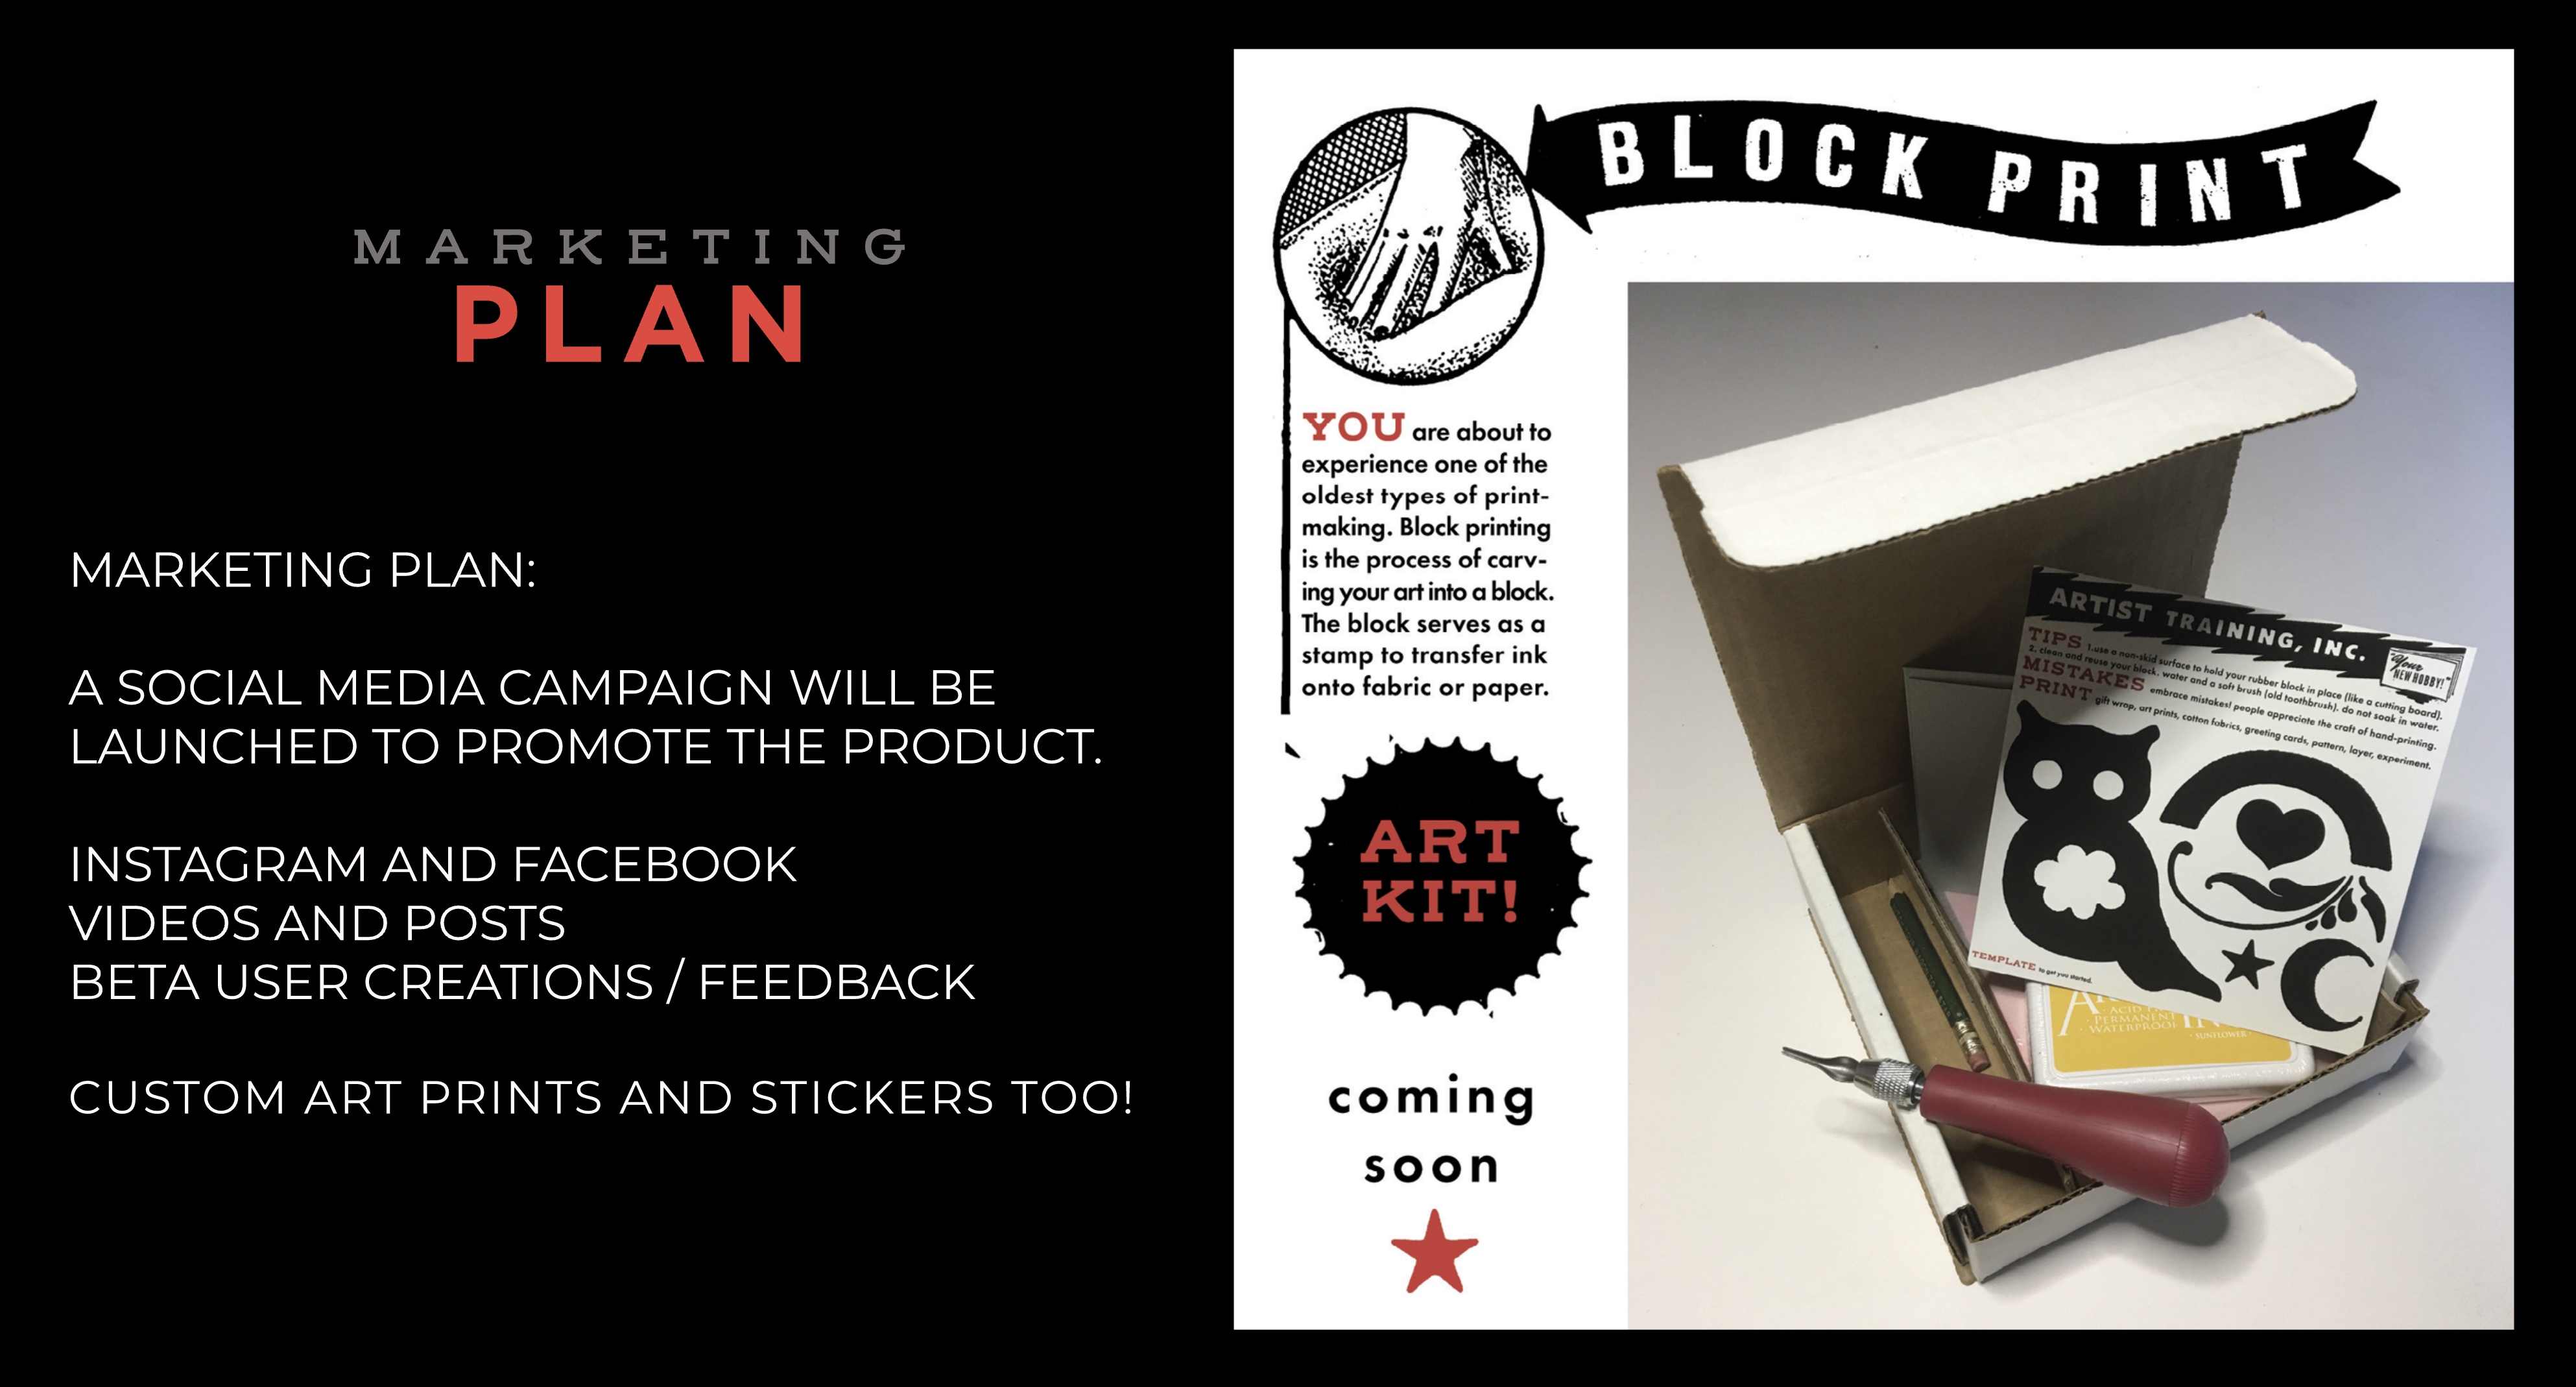 MARKETING
PLAN
MARKETING PLAN:
A SOCIAL MEDIA CAMPAIGN WILL BE
LAUNCHED TO PROMOTE THE PRODUCT.
INSTAGRAM AND FACEBOOK
VIDEOS AND POSTS
BETA USER CREATIONS / FEEDBACK
CUSTOM ART PRINTS AND STICKERS TOO!
BLOCK PRINT
YOU are about to
experience one of the
oldest types of print-
making. Block printing
is the process of carv-
ing your art into a block.
The block serves as a
stamp to transfer ink
onto fabric or paper.
ART
KIT!
coming
soon
ARTIST TRAINING, INC.
Your
NEW HOBBY!
TIPS 1.use a non-skid surface to hold your rubber block in place (like a cutting board).
2. clean and reuse your block. water and a soft brush (old toothbrush). do not soak in water.
MISTAKES embrace mistakes! people appreciate the craft of hand-printing.
PRINT gift wrap, art prints, cotton fabrics, greeting cards, pattern, layer, experiment.
TEMPLATE to get you started.
ACID
PERMANENT
WATERPROOF
SUNFLOWER